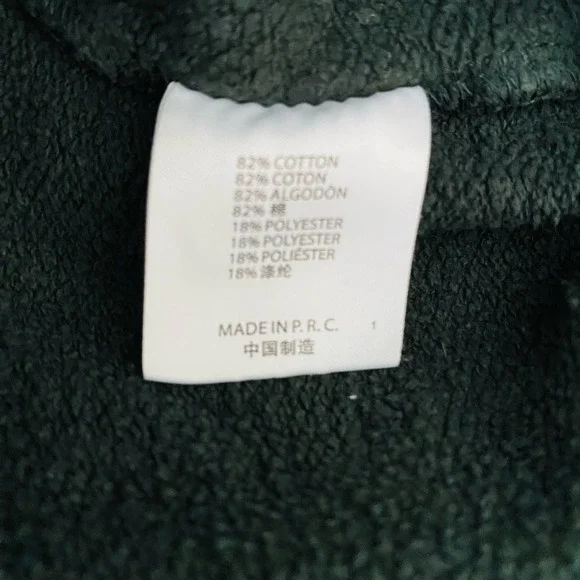 82% COTTON
82% COTON
82% ALGODÓN
82% 棉
18% POLYESTER
18% POLYESTER
18% POLIÉSTER
18% 涤纶
MADE IN P. R. C. 1
中国制造